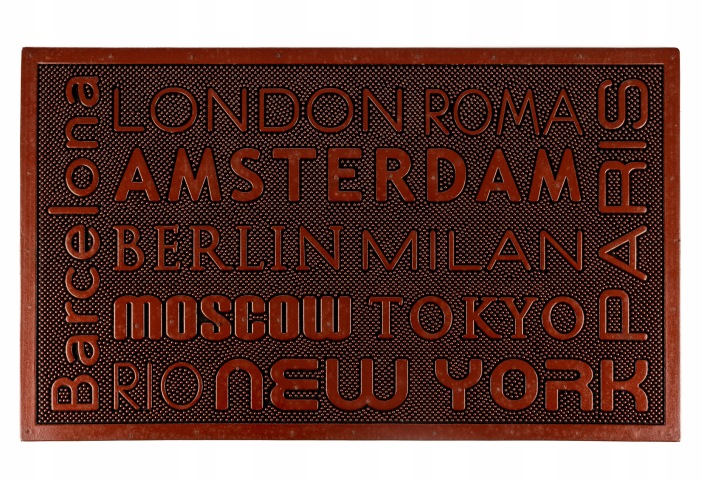 Barcelona
LONDON ROMA
AMSTERDAM
BERLIN MILAN
MOSCOW TOKYO
RIO NEW YORK
PARIS